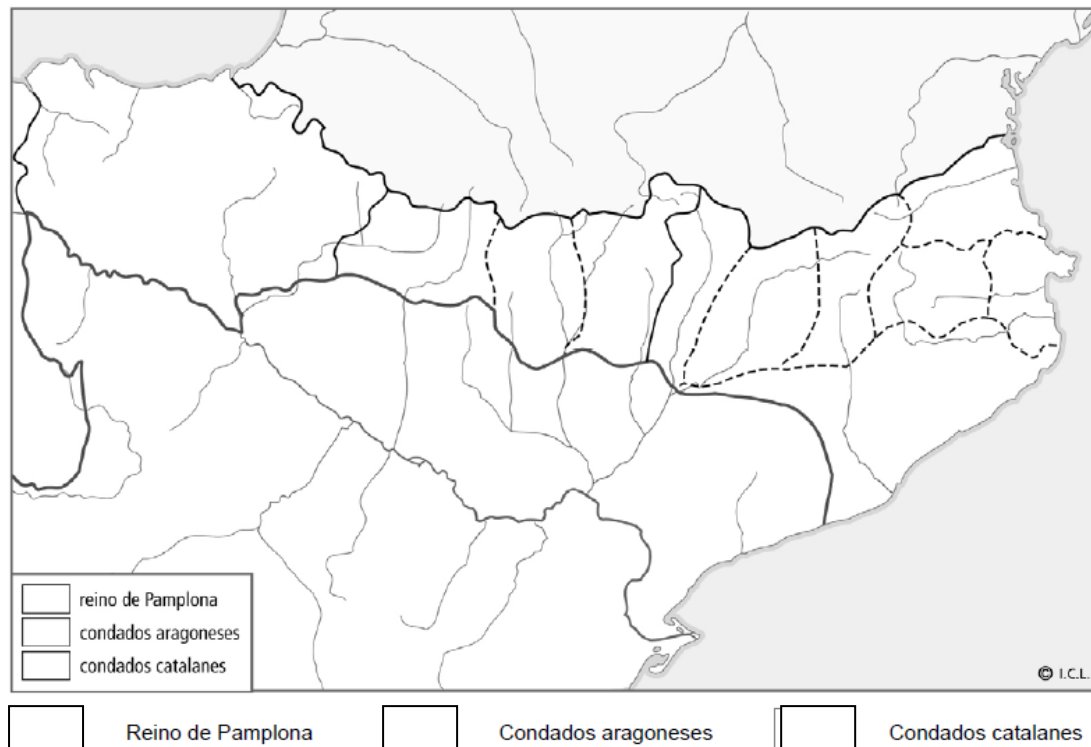 reino de Pamplona
condados aragoneses
condados catalanes
© I.C.L.
Reino de Pamplona Condados aragoneses Condados catalanes